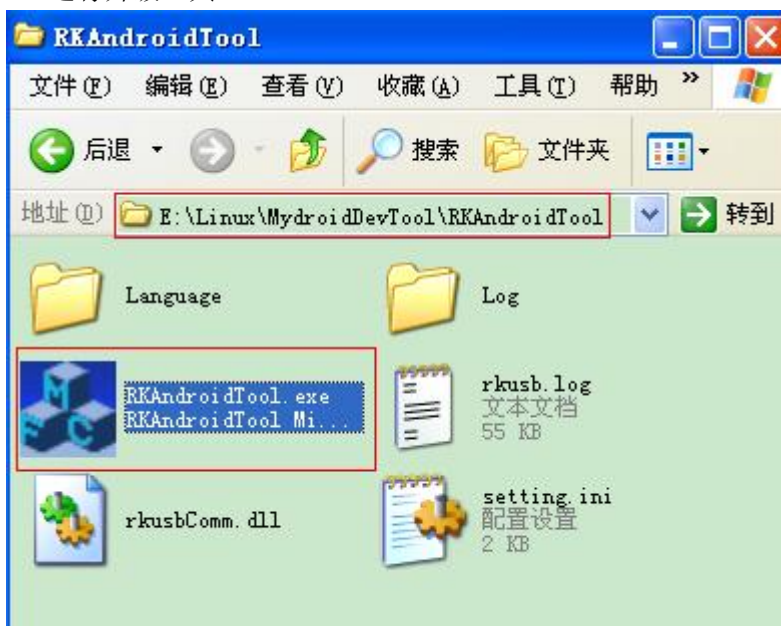 RKAndroidTool
文件(F) 编辑(E) 查看(V) 收藏(A) 工具(T) 帮助 »
后退 搜索 文件夹
地址(D) E:\Linux\MydroidDevTool\RKAndroidTool 转到
Language
Log
RKAndroidTool.exe
RKAndroidTool Mi...
rkusb.log
文本文档
55 KB
rkusbComm.dll
setting.ini
配置设置
2 KB